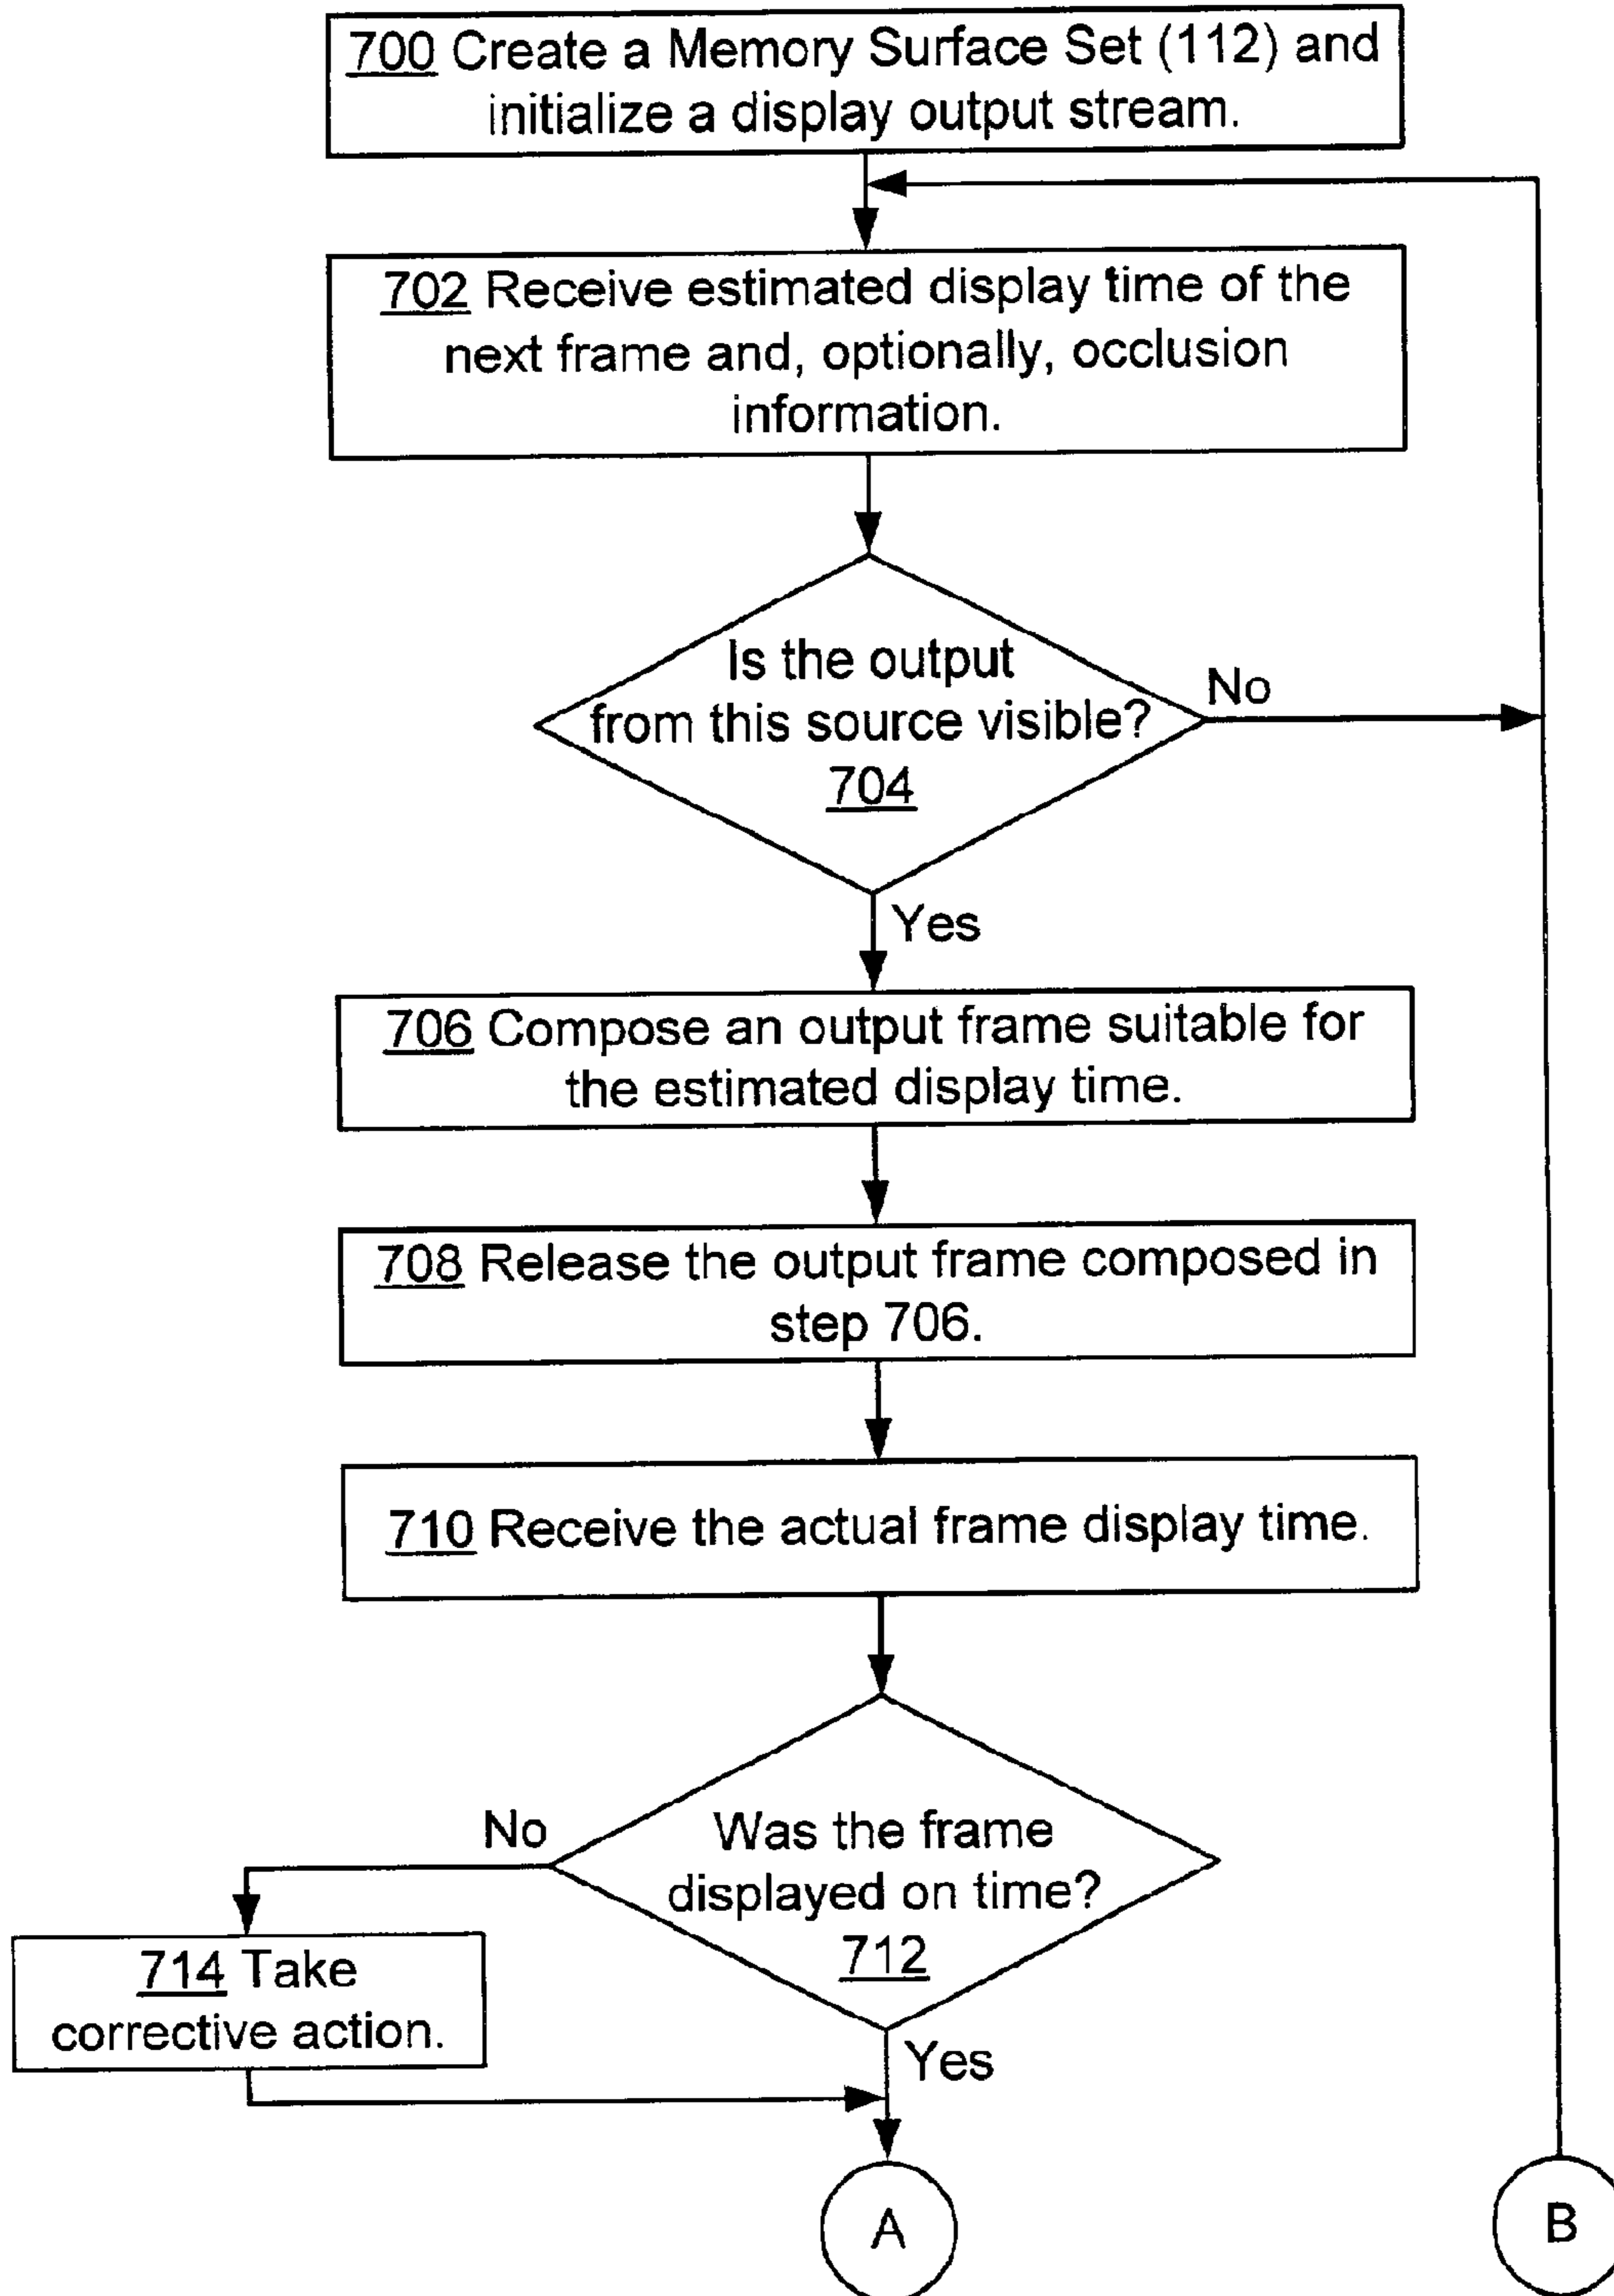 700 Create a Memory Surface Set (112) and
initialize a display output stream.
702 Receive estimated display time of the
next frame and, optionally, occlusion
information.
Is the output
from this source visible?
704
No
Yes
706 Compose an output frame suitable for
the estimated display time.
708 Release the output frame composed in
step 706.
710 Receive the actual frame display time.
Was the frame
displayed on time?
712
No
714 Take
corrective action.
Yes
A
B